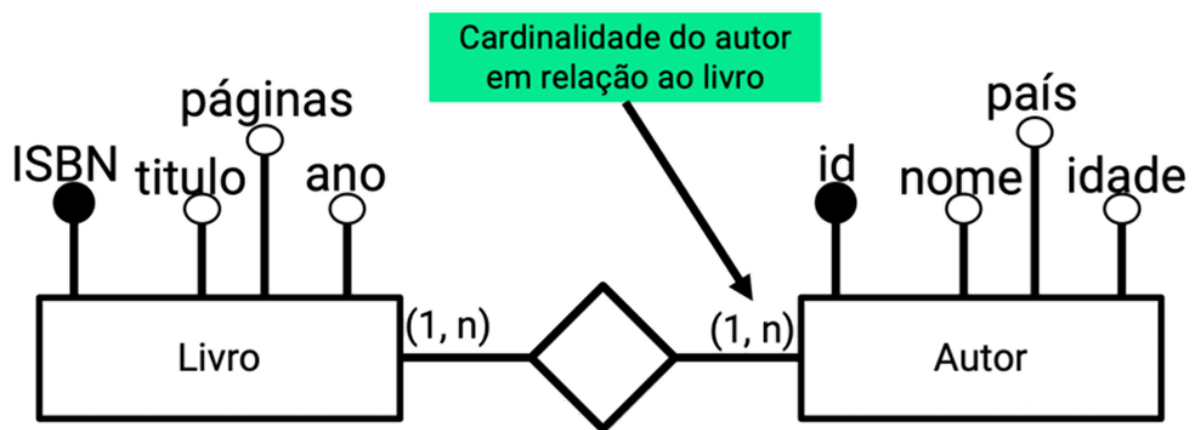 Cardinalidade do autor
em relação ao livro
páginas
ISBN
titulo
ano
(1, n)
Livro
país
id
nome
idade
(1, n)
Autor